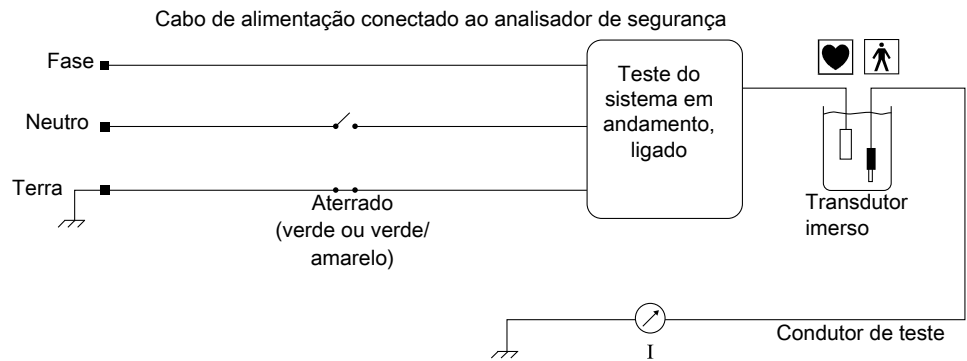 Cabo de alimentação conectado ao analisador de segurança
Fase
Neutro
Terra
Aterrado
(verde ou verde/
amarelo)
Teste do
sistema em
andamento,
ligado
Transdutor
imerso
Condutor de teste
I